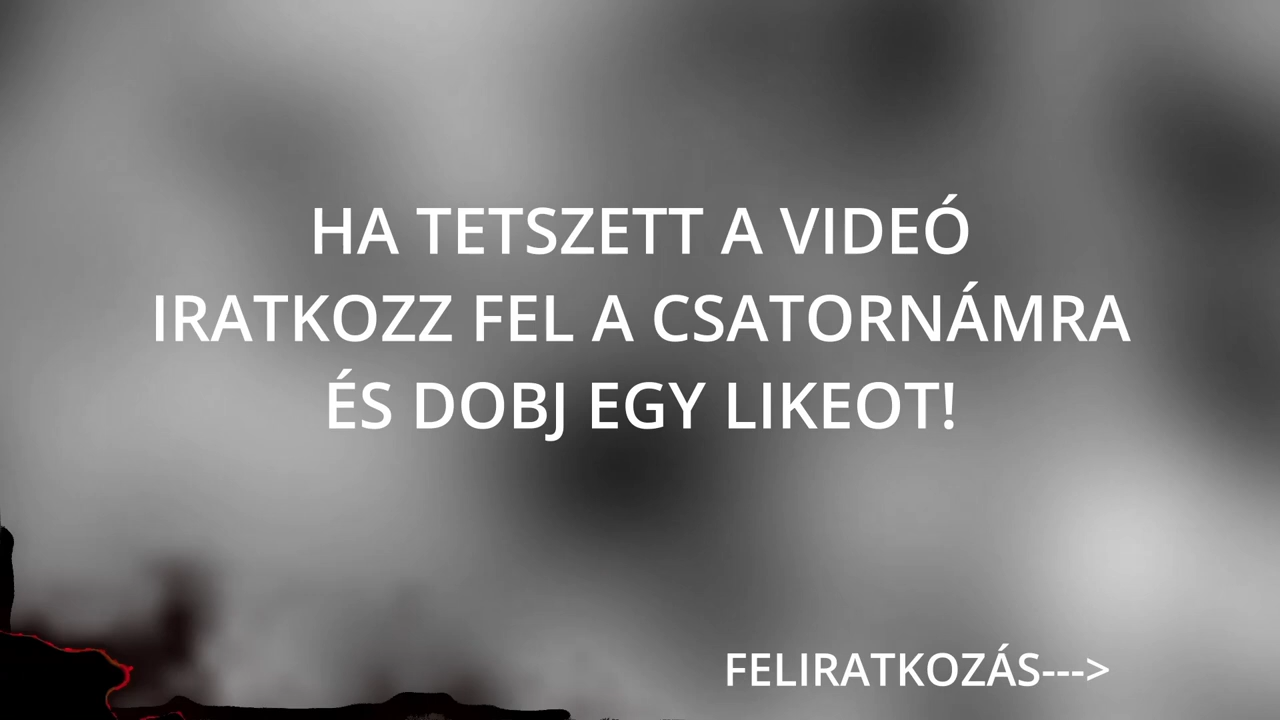 HA TETSZETT A VIDEÓ
IRATKOZZ FEL A CSATORNÁMRA
ÉS DOBJ EGY LIKEOT!
FELIRATKOZÁS--->